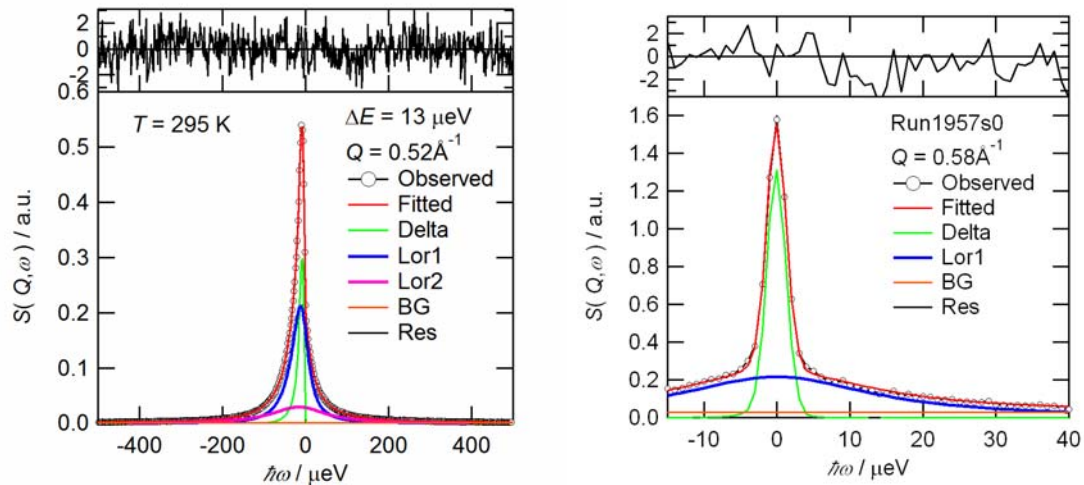 2
0
-2
0.6
0.5
0.4
0.3
0.2
0.1
0.0
S( Q,ω ) / a.u.
T = 295 K
ΔE = 13 μeV
Q = 0.52Å⁻¹
Observed
Fitted
Delta
Lor1
Lor2
BG
Res
-400 -200 0 200 400
ħω / μeV
2
0
-2
1.6
1.4
1.2
1.0
0.8
0.6
0.4
0.2
0.0
S( Q,ω ) / a.u.
Run1957s0
Q = 0.58Å⁻¹
Observed
Fitted
Delta
Lor1
BG
Res
-10 0 10 20 30 40
ħω / μeV